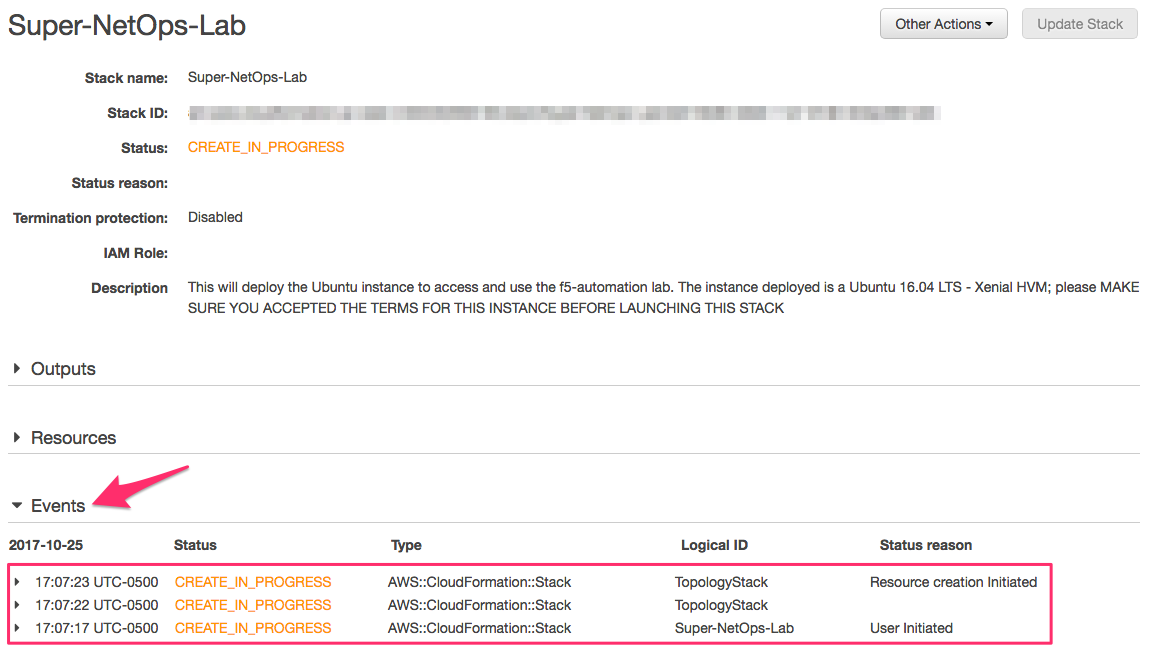 Super-NetOps-Lab
Other Actions
Update Stack
Stack name: Super-NetOps-Lab
Stack ID:
Status: CREATE_IN_PROGRESS
Status reason:
Termination protection: Disabled
IAM Role:
Description This will deploy the Ubuntu instance to access and use the f5-automation lab. The instance deployed is a Ubuntu 16.04 LTS - Xenial HVM; please MAKE
SURE YOU ACCEPTED THE TERMS FOR THIS INSTANCE BEFORE LAUNCHING THIS STACK
Outputs
Resources
Events
2017-10-25 Status Type Logical ID Status reason
17:07:23 UTC-0500 CREATE_IN_PROGRESS AWS::CloudFormation::Stack TopologyStack Resource creation Initiated
17:07:22 UTC-0500 CREATE_IN_PROGRESS AWS::CloudFormation::Stack TopologyStack
17:07:17 UTC-0500 CREATE_IN_PROGRESS AWS::CloudFormation::Stack Super-NetOps-Lab User Initiated